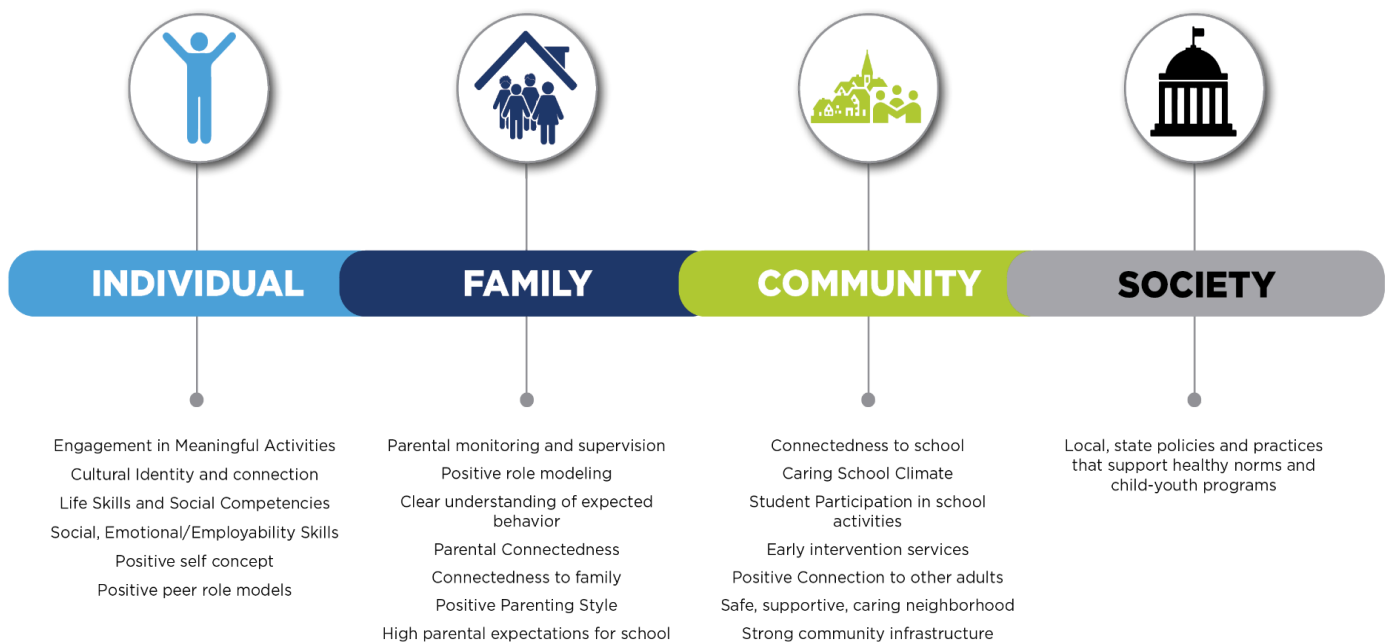 INDIVIDUAL
FAMILY
COMMUNITY
SOCIETY
Engagement in Meaningful Activities
Cultural Identity and connection
Life Skills and Social Competencies
Social, Emotional/Employability Skills
Positive self concept
Positive peer role models
Parental monitoring and supervision
Positive role modeling
Clear understanding of expected
behavior
Parental Connectedness
Connectedness to family
Positive Parenting Style
High parental expectations for school
Connectedness to school
Caring School Climate
Student Participation in school
activities
Early intervention services
Positive Connection to other adults
Safe, supportive, caring neighborhood
Strong community infrastructure
Local, state policies and practices
that support healthy norms and
child-youth programs